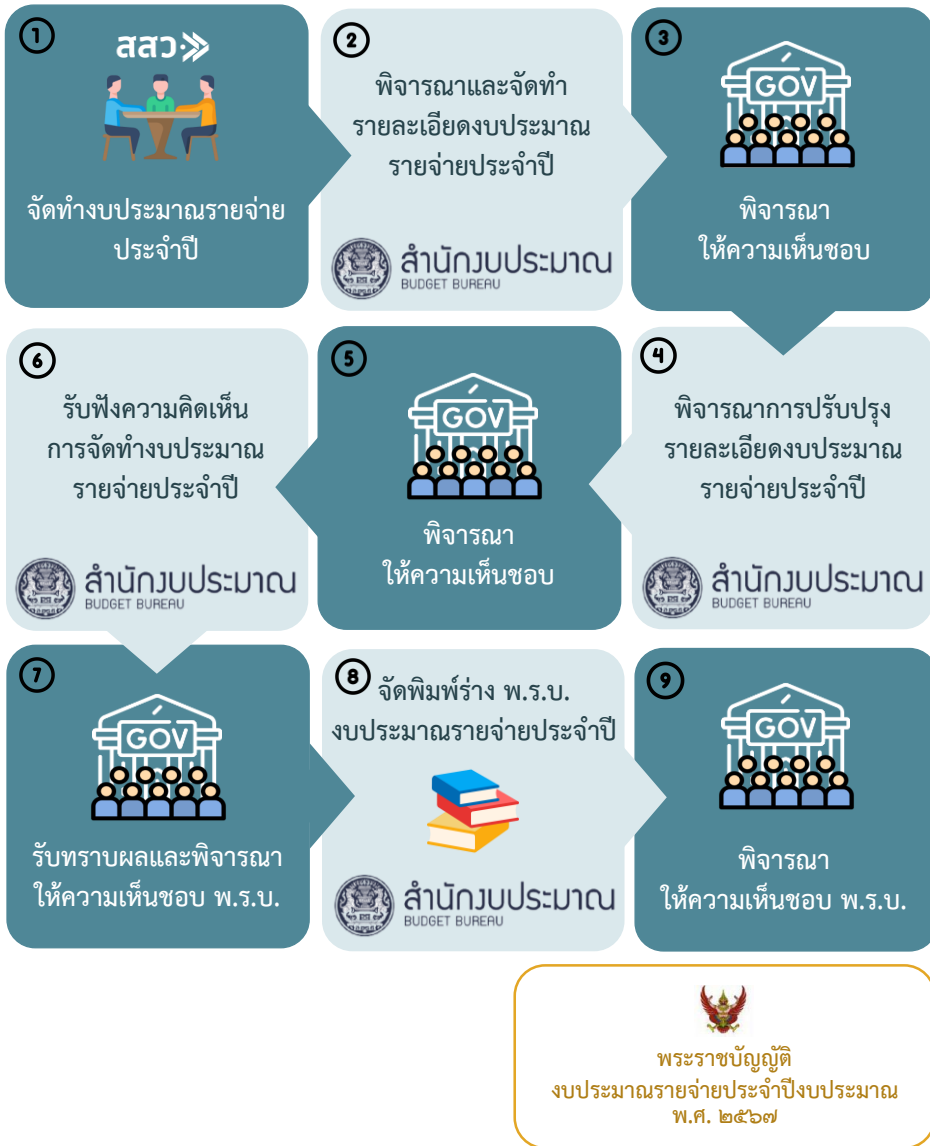 1
สสว
GOV
จัดทำงบประมาณรายจ่าย
ประจำปี
2
พิจารณาและจัดทำ
รายละเอียดงบประมาณ
รายจ่ายประจำปี
สำนักงบประมาณ
BUDGET BUREAU
3
GOV
พิจารณา
ให้ความเห็นชอบ
4
พิจารณาการปรับปรุง
รายละเอียดงบประมาณ
รายจ่ายประจำปี
สำนักงบประมาณ
BUDGET BUREAU
5
GOV
พิจารณา
ให้ความเห็นชอบ
6
รับฟังความคิดเห็น
การจัดทำงบประมาณ
รายจ่ายประจำปี
สำนักงบประมาณ
BUDGET BUREAU
7
GOV
รับทราบผลและพิจารณา
ให้ความเห็นชอบ พ.ร.บ.
8
จัดพิมพ์ร่าง พ.ร.บ.
งบประมาณรายจ่ายประจำปี
สำนักงบประมาณ
BUDGET BUREAU
9
GOV
พิจารณา
ให้ความเห็นชอบ พ.ร.บ.
พระราชบัญญัติ
งบประมาณรายจ่ายประจำปีงบประมาณ
พ.ศ. ๒๕๖๗